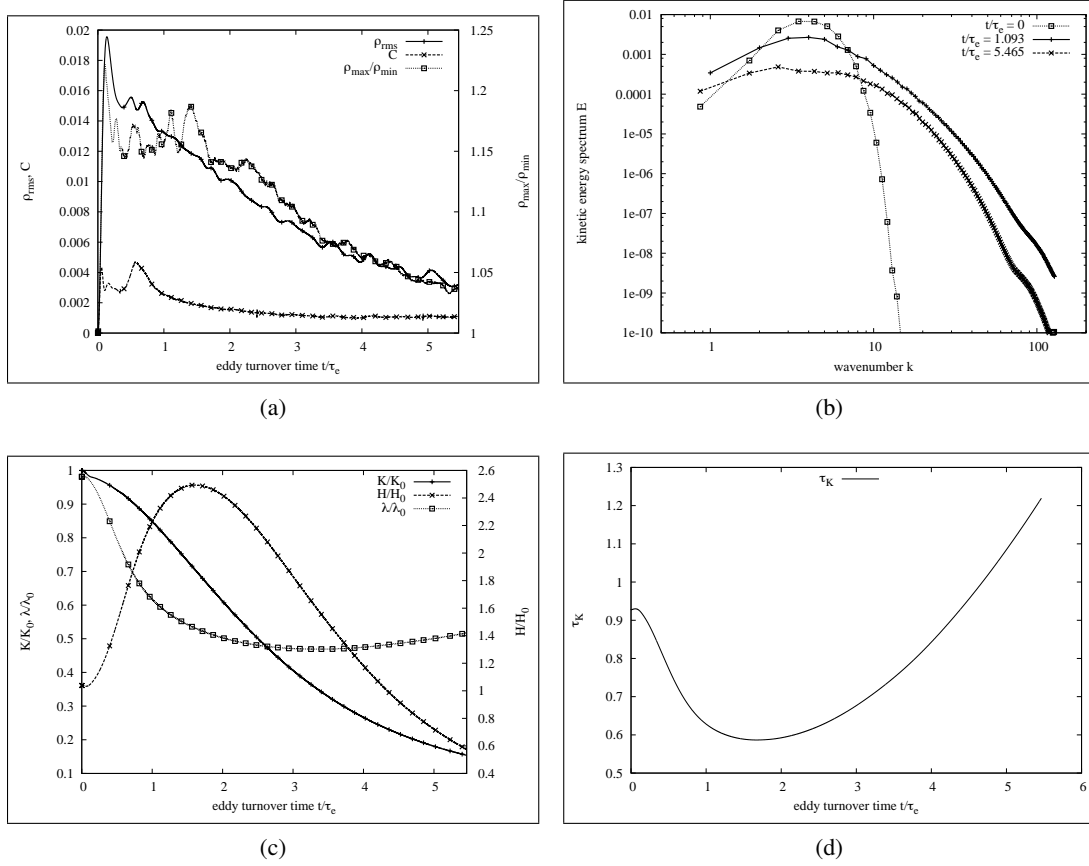 0.02
0.018
0.016
0.014
0.012
0.01
0.008
0.006
0.004
0.002
0
ρrms, C
ρrms
C
ρmax/ρmin
1.25
1.2
1.15
1.1
1.05
1
ρmax/ρmin
0 1 2 3 4 5
eddy turnover time t/τe
(a)
0.01
0.001
0.0001
1e-05
1e-06
1e-07
1e-08
1e-09
1e-10
kinetic energy spectrum E
t/τe = 0
t/τe = 1.093
t/τe = 5.465
1 10 100
wavenumber k
(b)
1
0.9
0.8
0.7
0.6
0.5
0.4
0.3
0.2
0.1
K/K0, λ/λ0
K/K0
H/H0
λ/λ0
2.6
2.4
2.2
2
1.8
1.6
1.4
1.2
1
0.8
0.6
0.4
H/H0
0 1 2 3 4 5
eddy turnover time t/τe
(c)
1.3
1.2
1.1
1
0.9
0.8
0.7
0.6
0.5
τK
τK
0 1 2 3 4 5 6
eddy turnover time t/τe
(d)